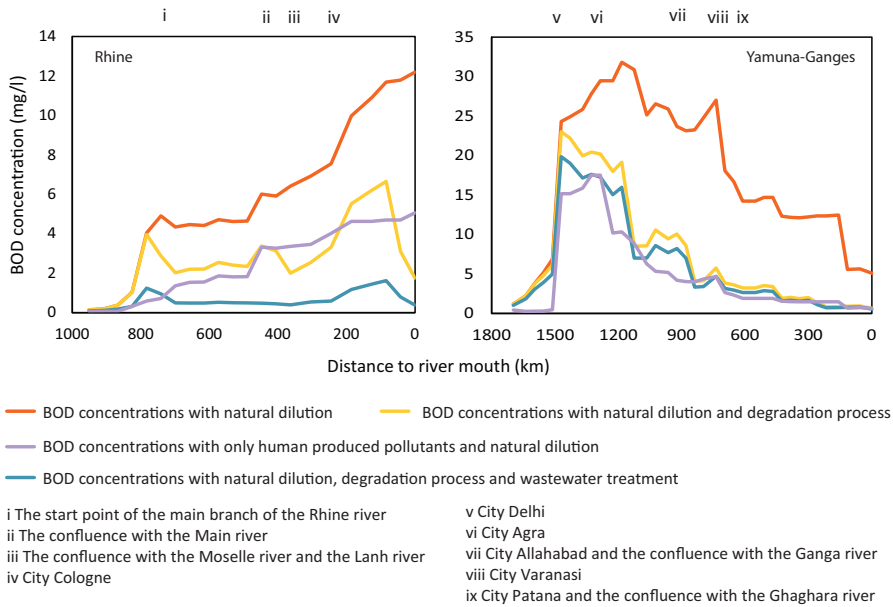 i ii iii iv v vi vii viii ix
14
12
10
8
6
4
2
0
BOD concentration (mg/l)
Rhine
1000 800 600 400 200 0
35
30
25
20
15
10
5
0
Yamuna-Ganges
1800 1500 1200 900 600 300 0
Distance to river mouth (km)
BOD concentrations with natural dilution
BOD concentrations with natural dilution and degradation process
BOD concentrations with only human produced pollutants and natural dilution
BOD concentrations with natural dilution, degradation process and wastewater treatment
i The start point of the main branch of the Rhine river
ii The confluence with the Main river
iii The confluence with the Moselle river and the Lanh river
iv City Cologne
v City Delhi
vi City Agra
vii City Allahabad and the confluence with the Ganga river
viii City Varanasi
ix City Patana and the confluence with the Ghaghara river